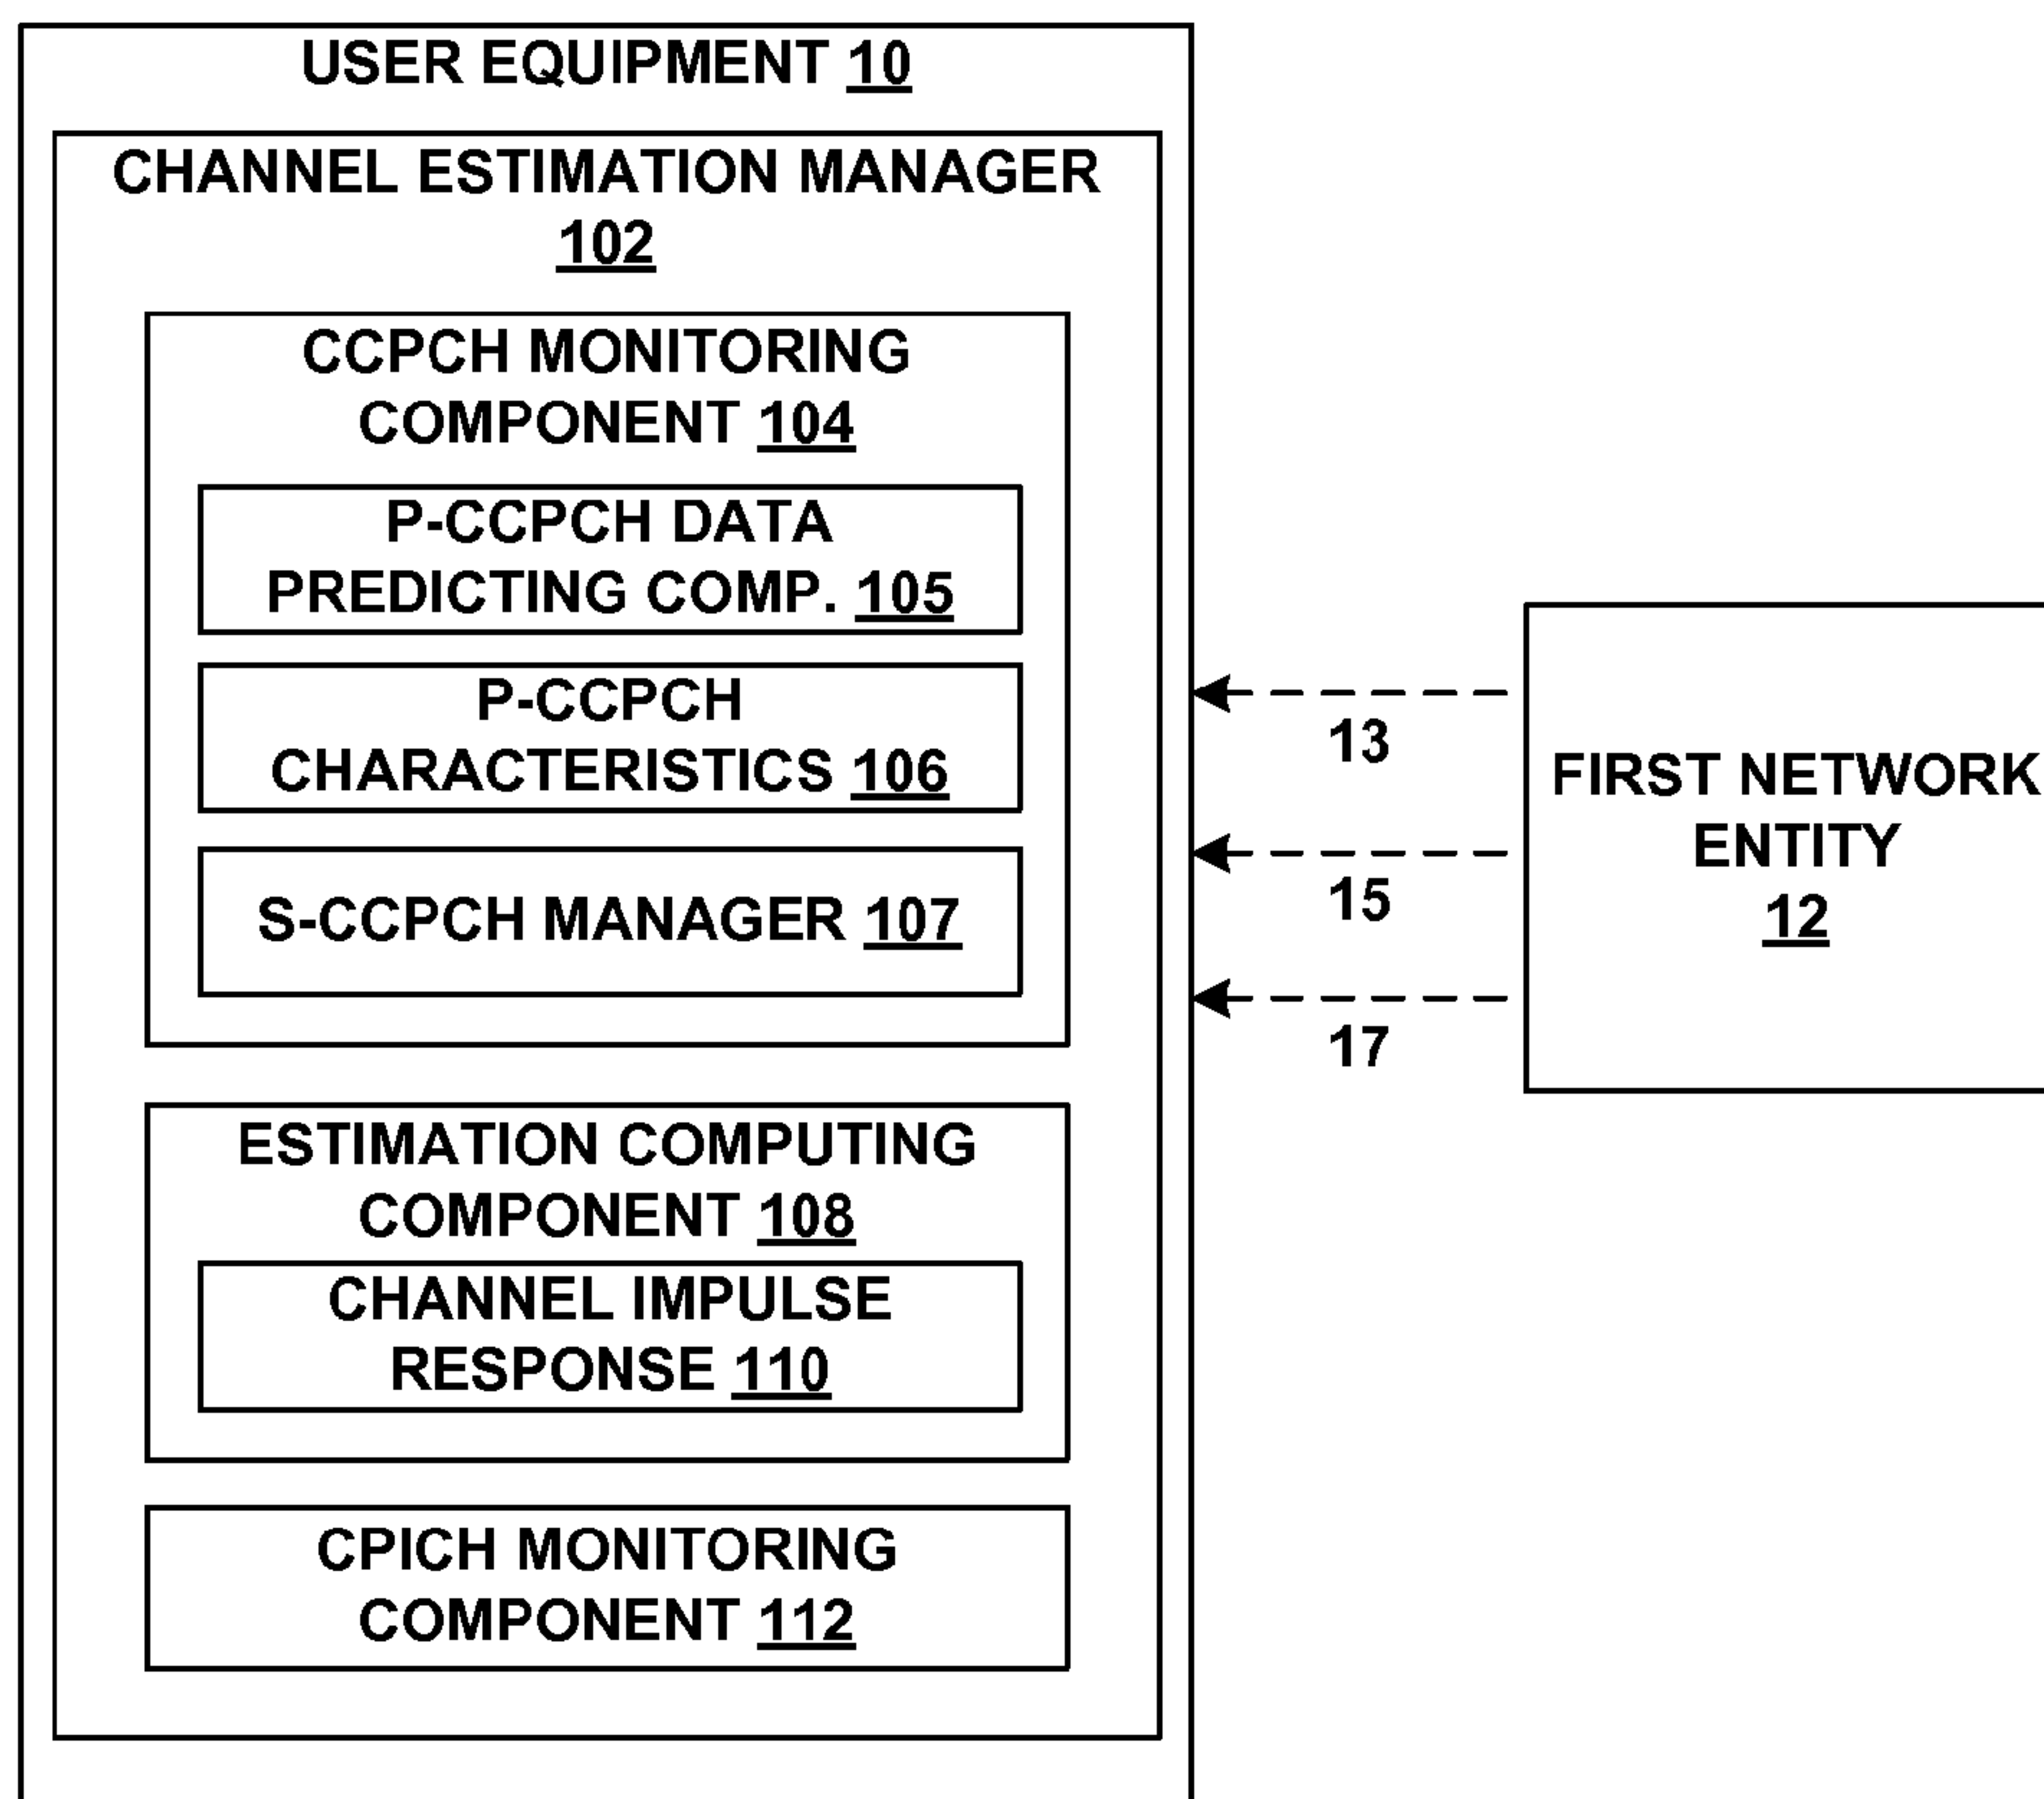 USER EQUIPMENT 10
CHANNEL ESTIMATION MANAGER
102
CCPCH MONITORING
COMPONENT 104
P-CCPCH DATA
PREDICTING COMP. 105
P-CCPCH
CHARACTERISTICS 106
S-CCPCH MANAGER 107
ESTIMATION COMPUTING
COMPONENT 108
CHANNEL IMPULSE
RESPONSE 110
CPICH MONITORING
COMPONENT 112
13
15
17
FIRST NETWORK
ENTITY
12